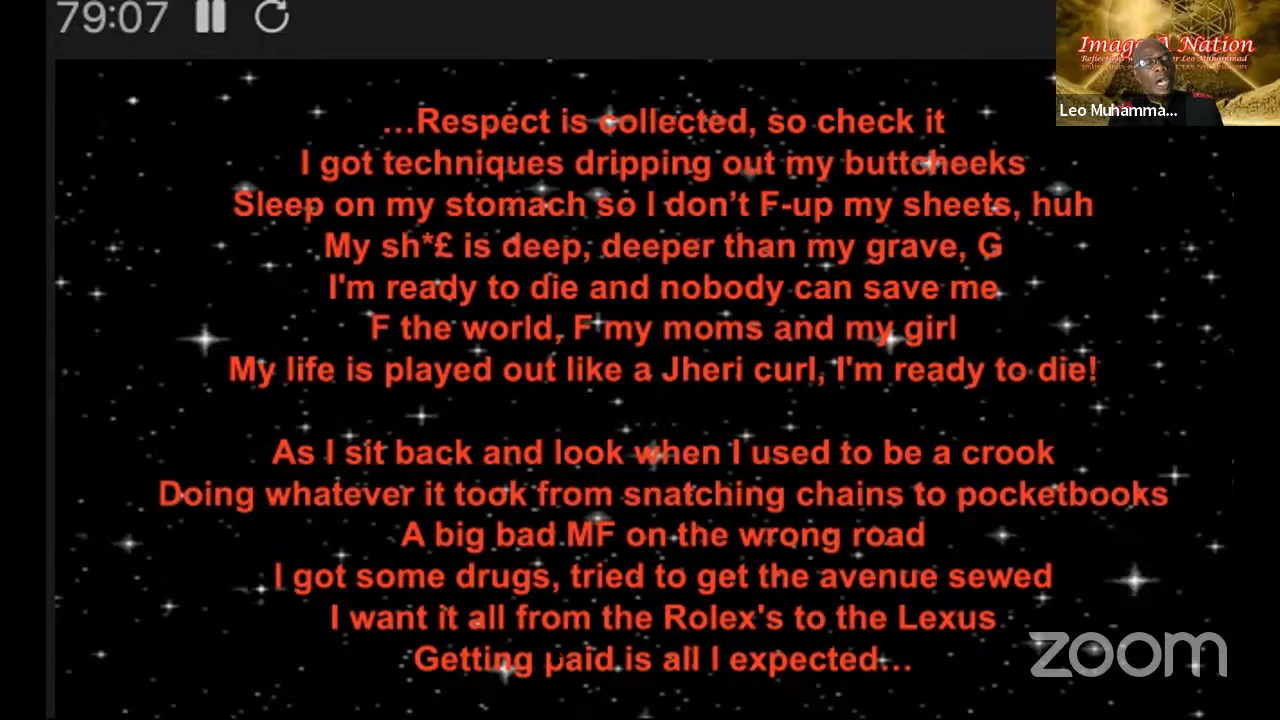 79:07
Image A Nation
Leo Muhamma...
...Respect is collected, so check it
I got techniques dripping out my buttcheeks
Sleep on my stomach so I don't F-up my sheets, huh
My sh*£ is deep, deeper than my grave, G
I'm ready to die and nobody can save me
F the world, F my moms and my girl
My life is played out like a Jheri curl, I'm ready to die!
As I sit back and look when I used to be a crook
Doing whatever it took from snatching chains to pocketbooks
A big bad MF on the wrong road
I got some drugs, tried to get the avenue sewed
I want it all from the Rolex's to the Lexus
Getting paid is all I expected...
zoom